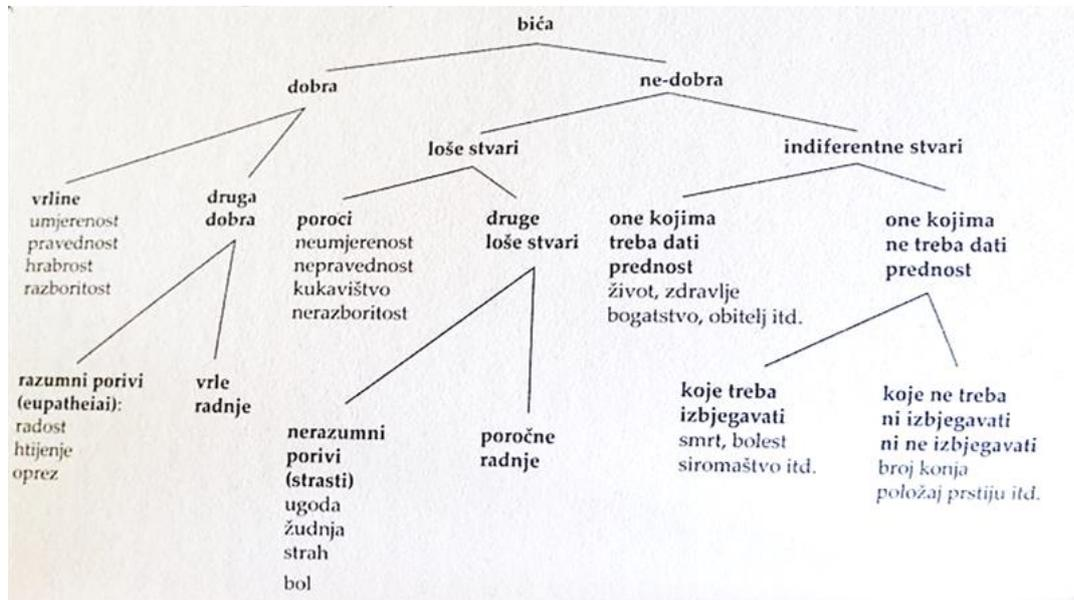 bića
dobra
ne-dobra
loše stvari
indiferentne stvari
vrline
umjerenost
pravednost
hrabrost
razboritost
druga
dobra
poroci
neumjerenost
nepravednost
kukavištvo
nerazboritost
druge
loše stvari
one kojima
treba dati
prednost
život, zdravlje
bogatstvo, obitelj itd.
one kojima
ne treba dati
prednost
razumni porivi
(eupatheiai):
radost
htijenje
oprez
vrle
radnje
nerazumni
porivi
(strasti)
ugoda
žudnja
strah
bol
poročne
radnje
koje treba
izbjegavati
smrt, bolest
siromaštvo itd.
koje ne treba
ni izbjegavati
ni ne izbjegavati
broj konja
položaj prstiju itd.